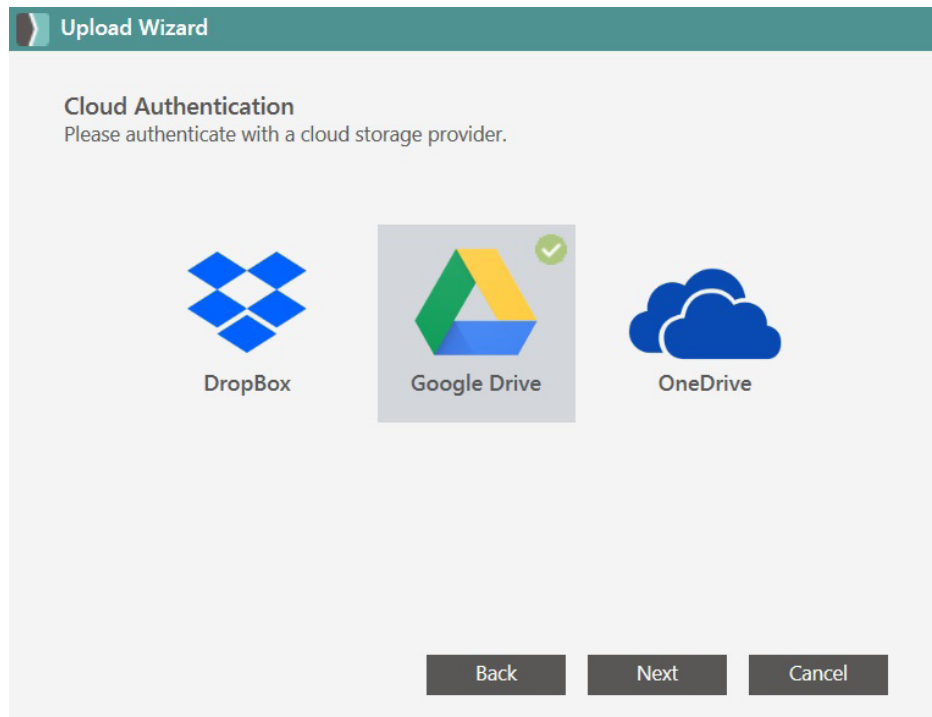 Upload Wizard
Cloud Authentication
Please authenticate with a cloud storage provider.
DropBox
Google Drive
OneDrive
Back
Next
Cancel